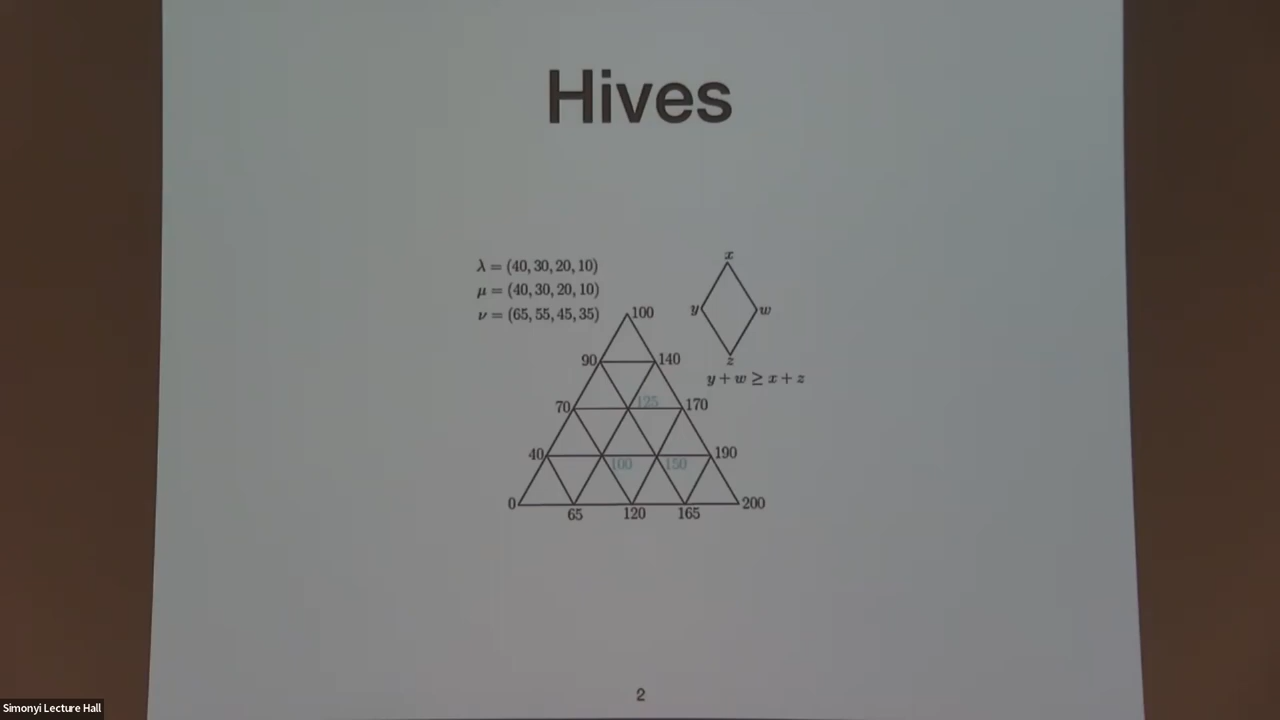 Hives
λ = (40, 30, 20, 10)
μ = (40, 30, 20, 10)
ν = (65, 55, 45, 35)
x
y
w
z
y + w ≥ x + z
100
90
140
70
125
170
40
100
150
190
0
65
120
165
200
2
Simonyi Lecture Hall